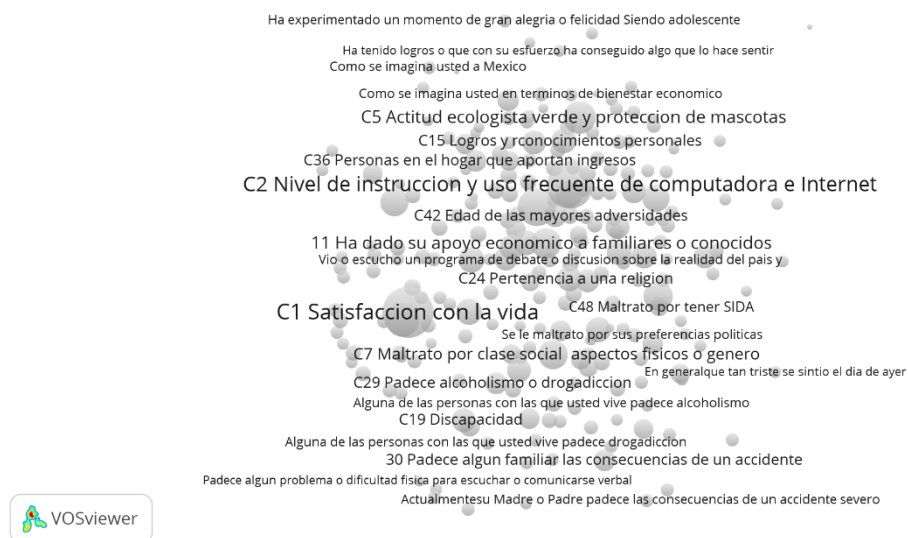 Ha experimentado un momento de gran alegria o felicidad Siendo adolescente
Ha tenido logros o que con su esfuerzo ha conseguido algo que lo hace sentir
Como se imagina usted a Mexico
Como se imagina usted en terminos de bienestar economico
C5 Actitud ecologista verde y proteccion de mascotas
C15 Logros y rconocimientos personales
C36 Personas en el hogar que aportan ingresos
C2 Nivel de instruccion y uso frecuente de computadora e Internet
C42 Edad de las mayores adversidades
11 Ha dado su apoyo economico a familiares o conocidos
Vio o escucho un programa de debate o discusion sobre la realidad del pais y
C24 Pertenencia a una religion
C48 Maltrato por tener SIDA
C1 Satisfaccion con la vida
Se le maltrato por sus preferencias politicas
C7 Maltrato por clase social aspectos fisicos o genero
En generalque tan triste se sintio el dia de ayer
C29 Padece alcoholismo o drogadiccion
Alguna de las personas con las que usted vive padece alcoholismo
C19 Discapacidad
Alguna de las personas con las que usted vive padece drogadiccion
30 Padece algun familiar las consecuencias de un accidente
Padece algun problema o dificultad fisica para escuchar o comunicarse verbal
Actualmentesu Madre o Padre padece las consecuencias de un accidente severo
VOSviewer